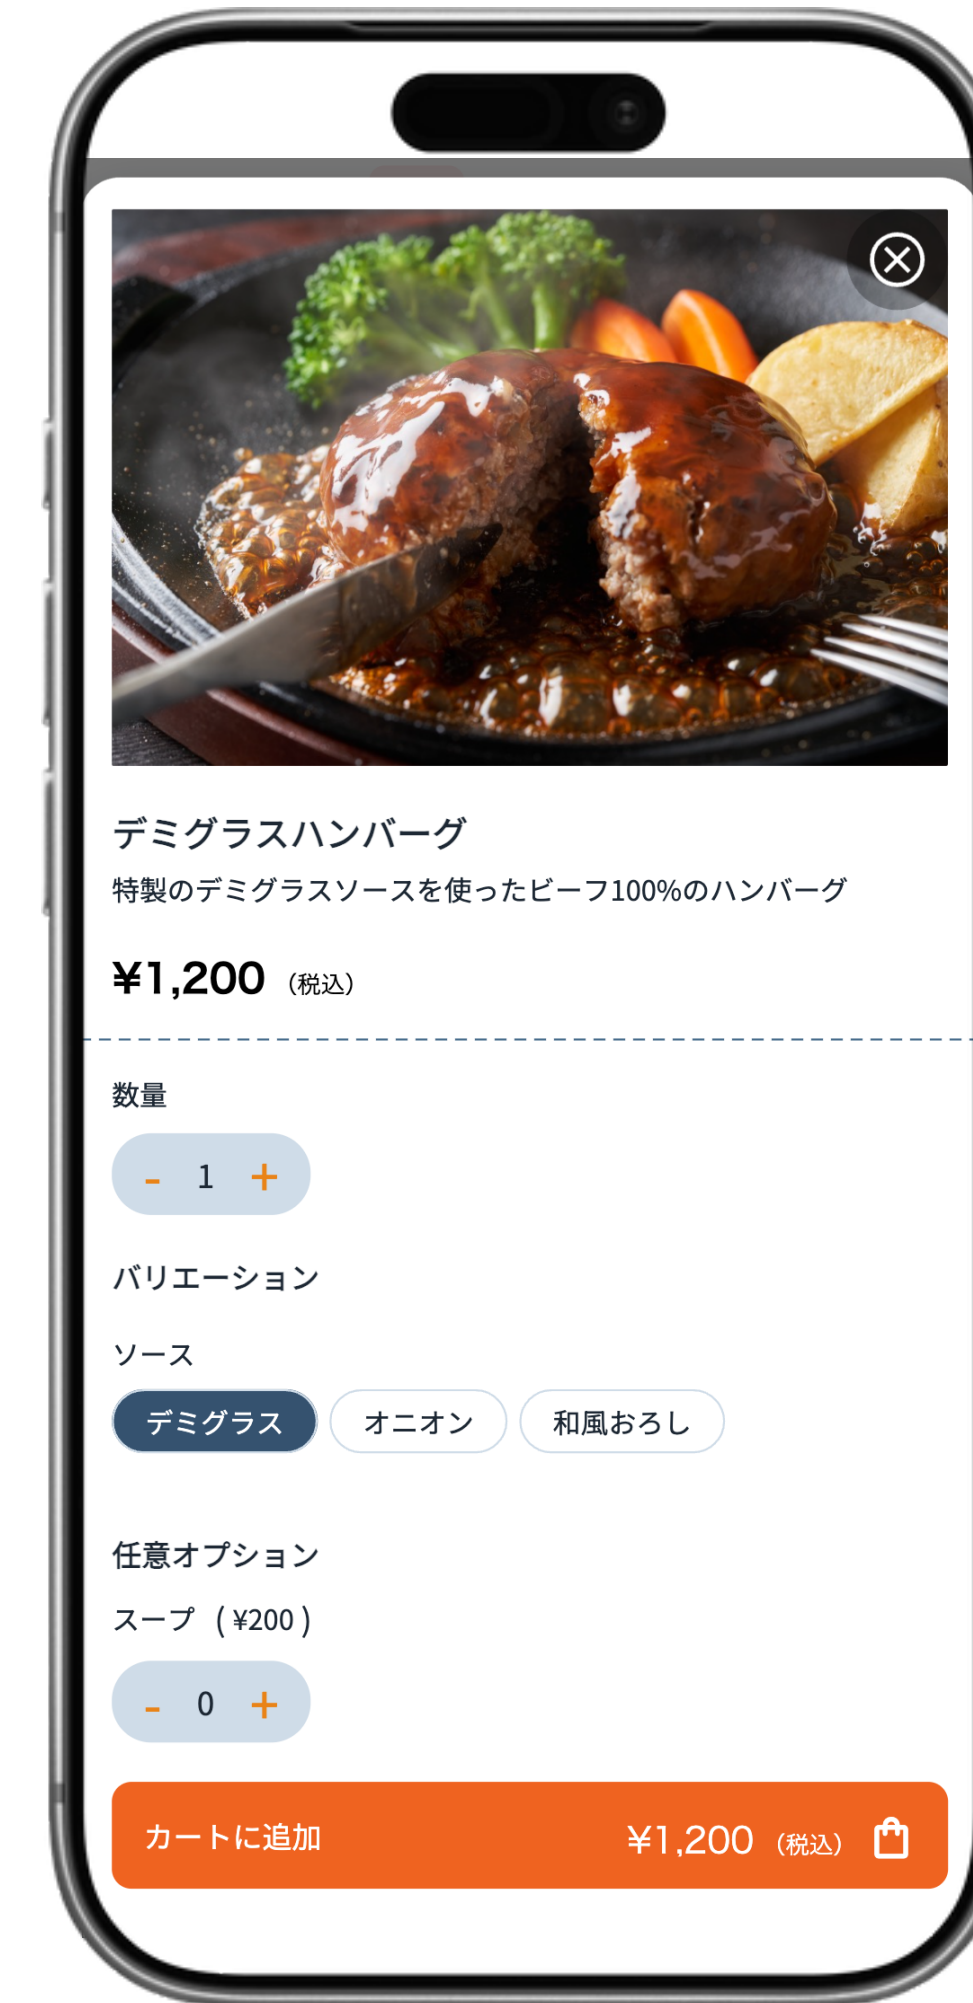 デミグラスハンバーグ
特製のデミグラスソースを使ったビーフ100%のハンバーグ
¥1,200（税込）
数量
- 1 +
バリエーション
ソース
デミグラス オニオン 和風おろし
任意オプション
スープ ( ¥200 )
- 0 +
カートに追加 ¥1,200（税込）